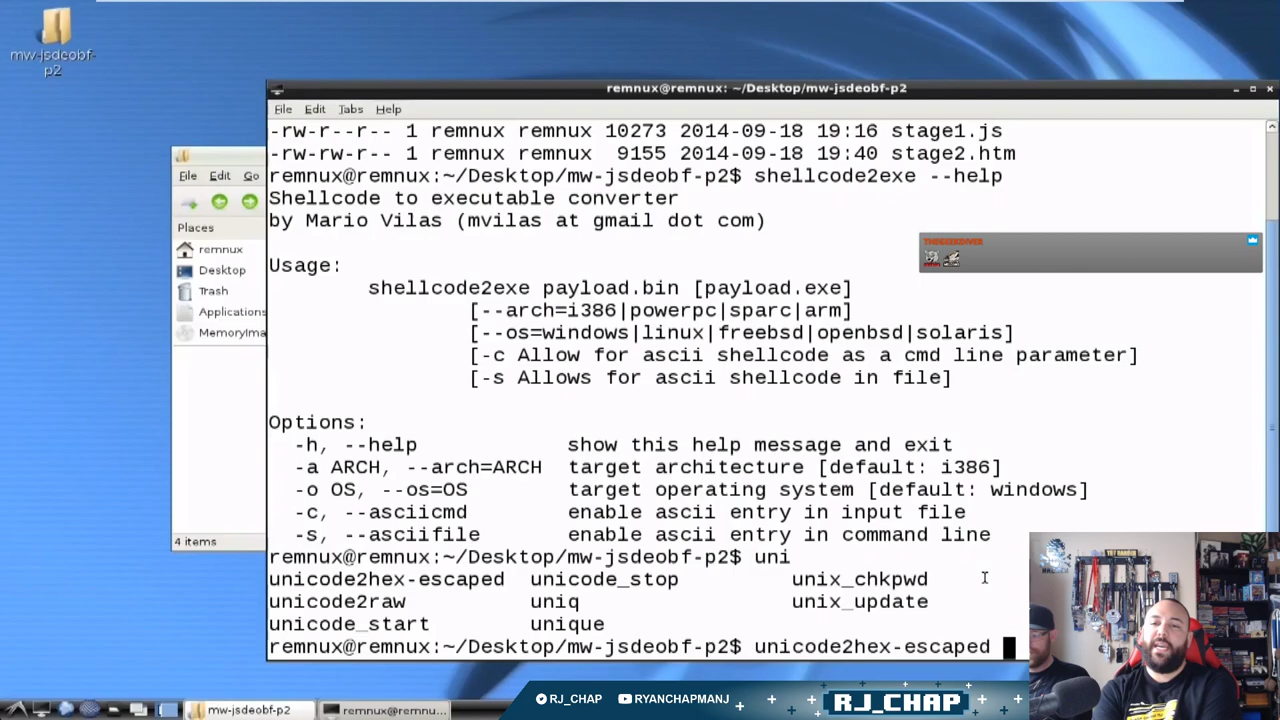 mw-jsdeobf-
p2
remnux@remnux: ~/Desktop/mw-jsdeobf-p2
File Edit Tabs Help
-rw-r--r-- 1 remnux remnux 10273 2014-09-18 19:16 stage1.js
-rw-rw-r-- 1 remnux remnux  9155 2014-09-18 19:40 stage2.htm
remnux@remnux:~/Desktop/mw-jsdeobf-p2$ shellcode2exe --help
Shellcode to executable converter
by Mario Vilas (mvilas at gmail dot com)
Usage:
shellcode2exe payload.bin [payload.exe]
[--arch=i386|powerpc|sparc|arm]
[--os=windows|linux|freebsd|openbsd|solaris]
[-c Allow for ascii shellcode as a cmd line parameter]
[-s Allows for ascii shellcode in file]
Options:
-h, --help show this help message and exit
-a ARCH, --arch=ARCH target architecture [default: i386]
-o OS, --os=OS target operating system [default: windows]
-c, --asciicmd enable ascii entry in input file
-s, --asciifile enable ascii entry in command line
remnux@remnux:~/Desktop/mw-jsdeobf-p2$ uni
unicode2hex-escaped unicode_stop unix_chkpwd
unicode2raw uniq unix_update
unicode_start unique
remnux@remnux:~/Desktop/mw-jsdeobf-p2$ unicode2hex-escaped
File Edit Go
Places
remnux
Desktop
Trash
Applications
MemoryIma
4 items
mw-jsdeobf-p2
remnux@remnu...
RJ_CHAP
RYANCHAPMANJ
RJ_CHAP